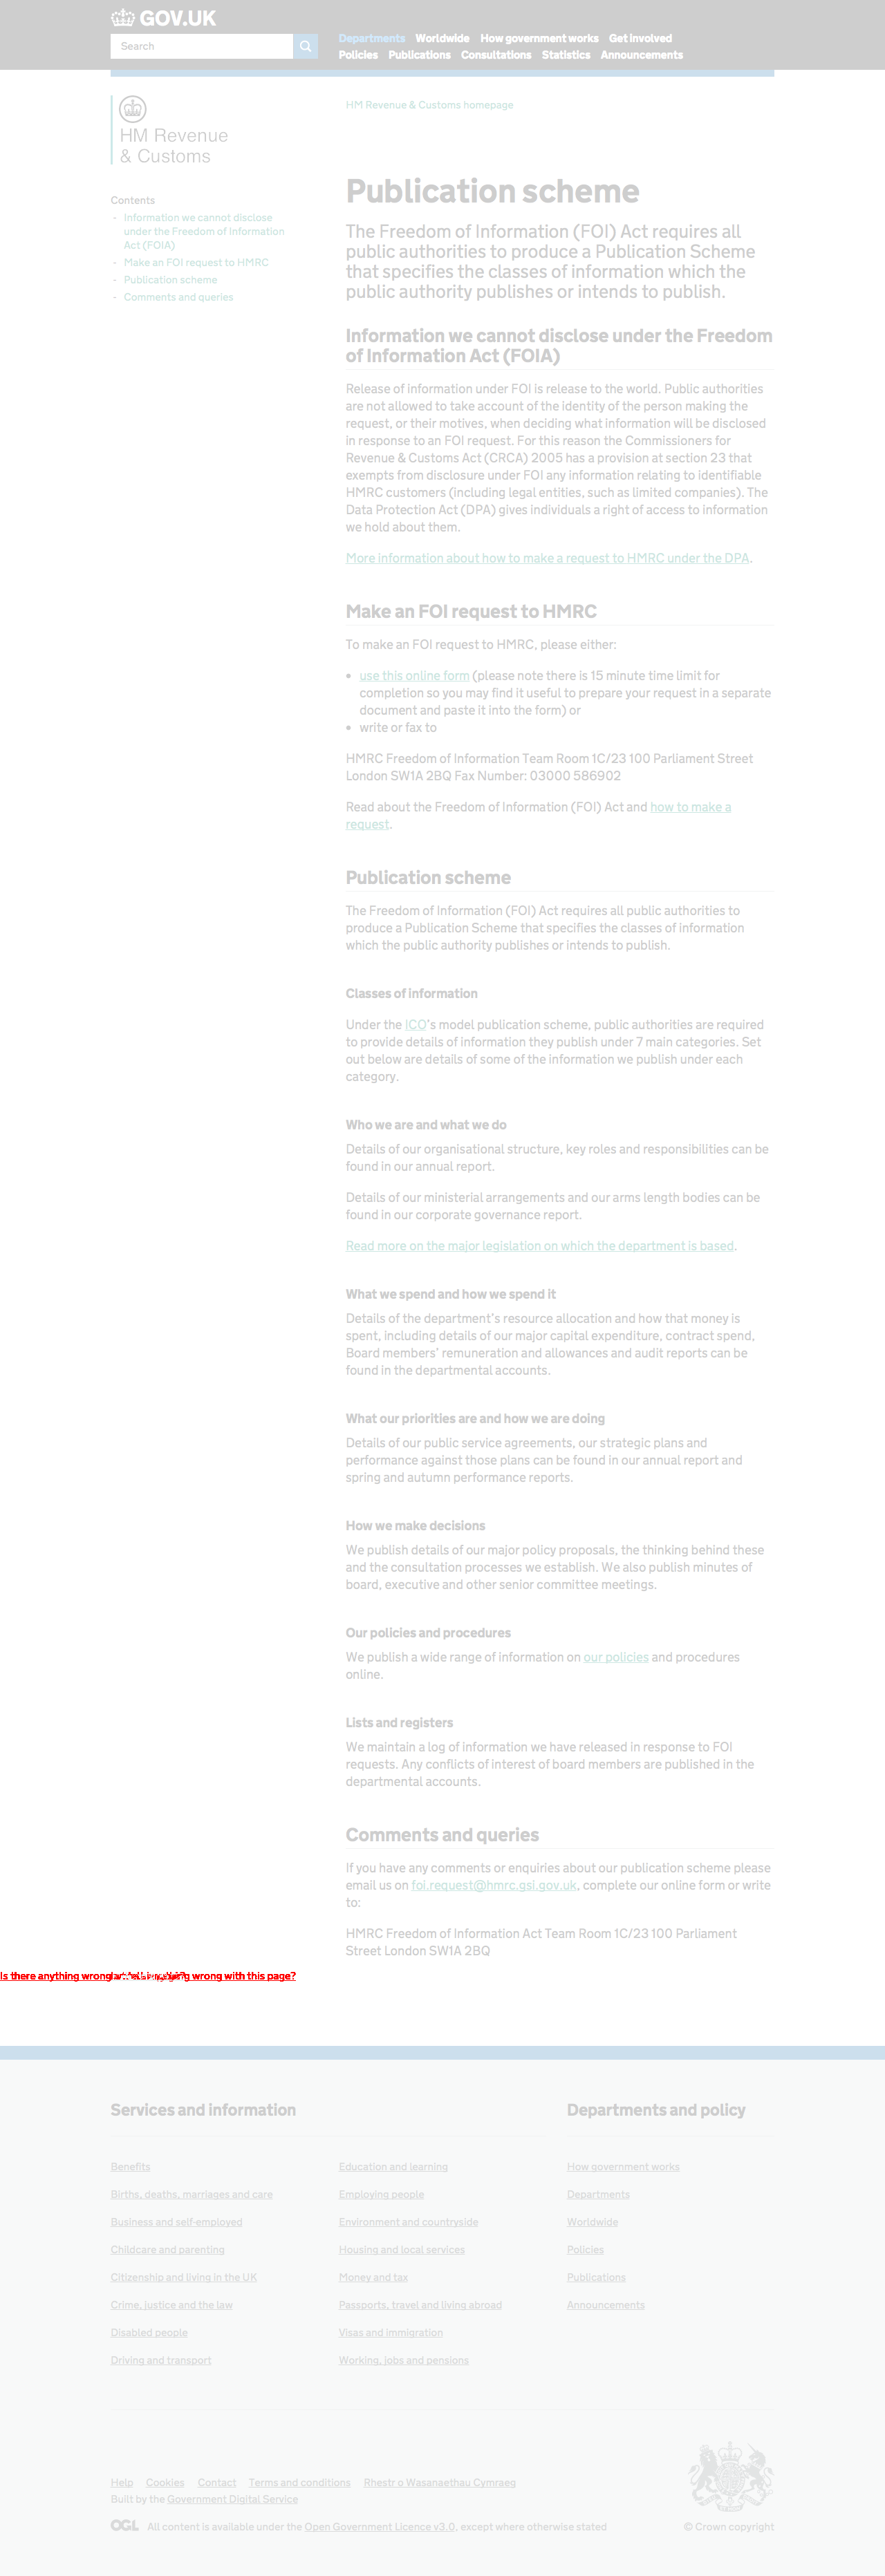 GOV.UK
Search
Departments Worldwide How government works Get involved
Policies Publications Consultations Statistics Announcements
HM Revenue
& Customs
HM Revenue & Customs homepage
Contents
- Information we cannot disclose
under the Freedom of Information
Act (FOIA)
- Make an FOI request to HMRC
- Publication scheme
- Comments and queries
Publication scheme
The Freedom of Information (FOI) Act requires all
public authorities to produce a Publication Scheme
that specifies the classes of information which the
public authority publishes or intends to publish.
Information we cannot disclose under the Freedom
of Information Act (FOIA)
Release of information under FOI is release to the world. Public authorities
are not allowed to take account of the identity of the person making the
request, or their motives, when deciding what information will be disclosed
in response to an FOI request. For this reason the Commissioners for
Revenue & Customs Act (CRCA) 2005 has a provision at section 23 that
exempts from disclosure under FOI any information relating to identifiable
HMRC customers (including legal entities, such as limited companies). The
Data Protection Act (DPA) gives individuals a right of access to information
we hold about them.
More information about how to make a request to HMRC under the DPA.
Make an FOI request to HMRC
To make an FOI request to HMRC, please either:
• use this online form (please note there is 15 minute time limit for
completion so you may find it useful to prepare your request in a separate
document and paste it into the form) or
• write or fax to
HMRC Freedom of Information Team Room 1C/23 100 Parliament Street
London SW1A 2BQ Fax Number: 03000 586902
Read about the Freedom of Information (FOI) Act and how to make a
request.
Publication scheme
The Freedom of Information (FOI) Act requires all public authorities to
produce a Publication Scheme that specifies the classes of information
which the public authority publishes or intends to publish.
Classes of information
Under the ICO's model publication scheme, public authorities are required
to provide details of information they publish under 7 main categories. Set
out below are details of some of the information we publish under each
category.
Who we are and what we do
Details of our organisational structure, key roles and responsibilities can be
found in our annual report.
Details of our ministerial arrangements and our arms length bodies can be
found in our corporate governance report.
Read more on the major legislation on which the department is based.
What we spend and how we spend it
Details of the department's resource allocation and how that money is
spent, including details of our major capital expenditure, contract spend,
Board members' remuneration and allowances and audit reports can be
found in the departmental accounts.
What our priorities are and how we are doing
Details of our public service agreements, our strategic plans and
performance against those plans can be found in our annual report and
spring and autumn performance reports.
How we make decisions
We publish details of our major policy proposals, the thinking behind these
and the consultation processes we establish. We also publish minutes of
board, executive and other senior committee meetings.
Our policies and procedures
We publish a wide range of information on our policies and procedures
online.
Lists and registers
We maintain a log of information we have released in response to FOI
requests. Any conflicts of interest of board members are published in the
departmental accounts.
Comments and queries
If you have any comments or enquiries about our publication scheme please
email us on foi.request@hmrc.gsi.gov.uk, complete our online form or write
to:
HMRC Freedom of Information Act Team Room 1C/23 100 Parliament
Street London SW1A 2BQ
Is there anything wrong wrong with this page?
Services and information
Departments and policy
Benefits
Births, deaths, marriages and care
Business and self-employed
Childcare and parenting
Citizenship and living in the UK
Crime, justice and the law
Disabled people
Driving and transport
Education and learning
Employing people
Environment and countryside
Housing and local services
Money and tax
Passports, travel and living abroad
Visas and immigration
Working, jobs and pensions
How government works
Departments
Worldwide
Policies
Publications
Announcements
Help Cookies Contact Terms and conditions Rhestr o Wasanaethau Cymraeg
Built by the Government Digital Service
OGL All content is available under the Open Government Licence v3.0, except where otherwise stated
© Crown copyright